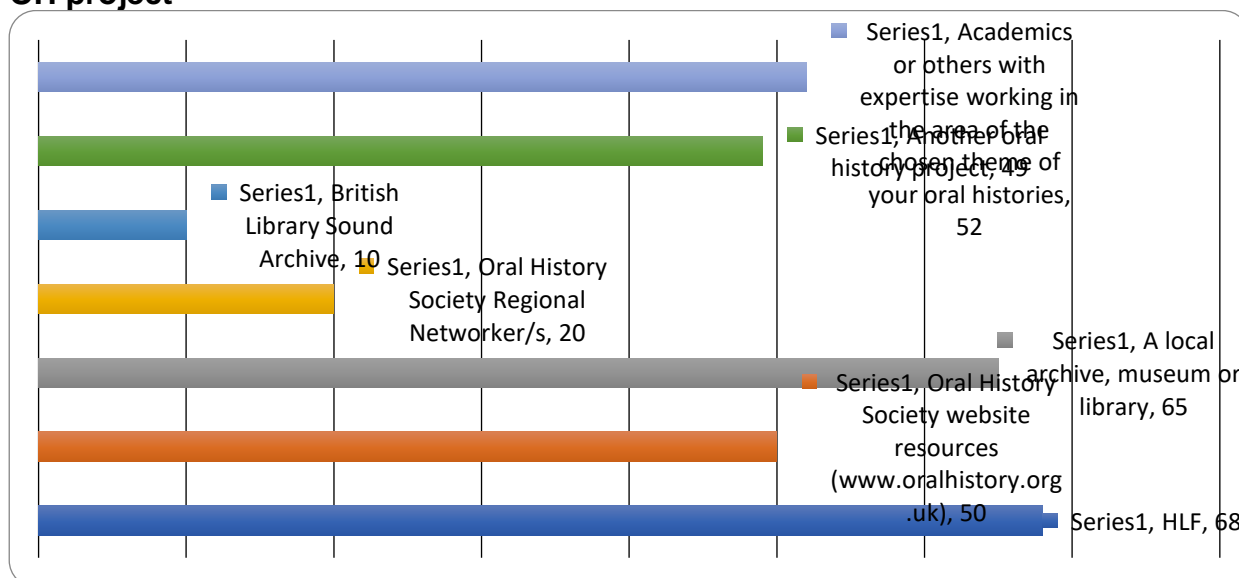 project
Series1, Academics
or others with
expertise working in
the area of the
chosen theme of
your oral histories,
52
Series1, Another oral
history project, 49
Series1, British
Library Sound
Archive, 10
Series1, Oral History
Society Regional
Networker/s, 20
Series1, A local
archive, museum or
library, 65
Series1, Oral History
Society website
resources
(www.oralhistory.org
.uk), 50
Series1, HLF, 68